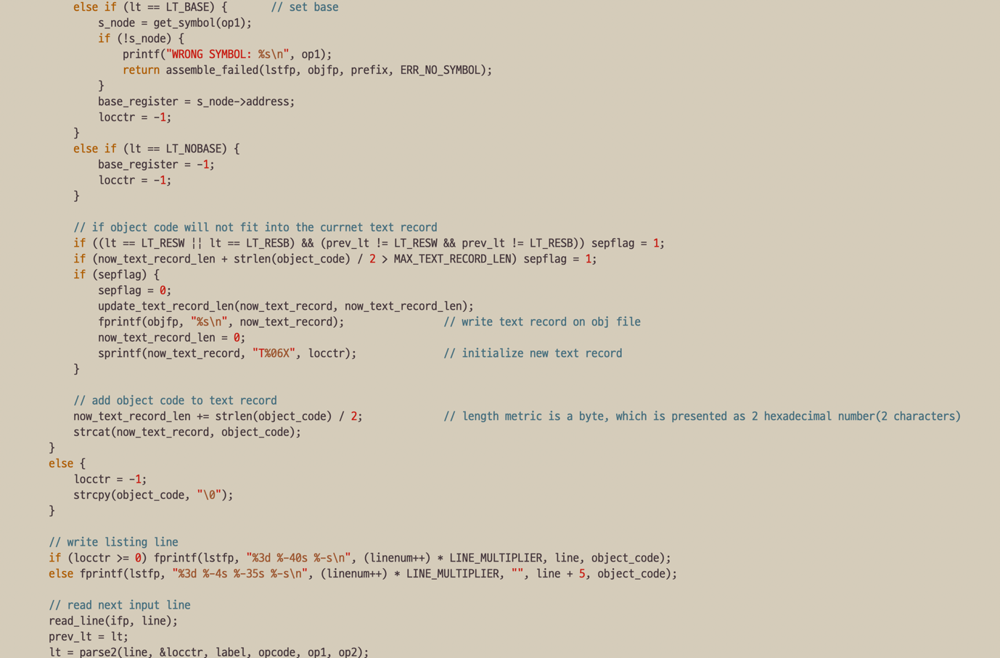 else if (lt == LT_BASE) {       // set base
s_node = get_symbol(op1);
if (!s_node) {
printf("WRONG SYMBOL: %s\n", op1);
return assemble_failed(lstfp, objfp, prefix, ERR_NO_SYMBOL);
}
base_register = s_node->address;
locctr = -1;
}
else if (lt == LT_NOBASE) {
base_register = -1;
locctr = -1;
}
// if object code will not fit into the currnet text record
if ((lt == LT_RESW || lt == LT_RESB) && (prev_lt != LT_RESW && prev_lt != LT_RESB)) sepflag = 1;
if (now_text_record_len + strlen(object_code) / 2 > MAX_TEXT_RECORD_LEN) sepflag = 1;
if (sepflag) {
sepflag = 0;
update_text_record_len(now_text_record, now_text_record_len);
fprintf(objfp, "%s\n", now_text_record);                // write text record on obj file
now_text_record_len = 0;
sprintf(now_text_record, "T%06X", locctr);              // initialize new text record
}
// add object code to text record
now_text_record_len += strlen(object_code) / 2;             // length metric is a byte, which is presented as 2 hexadecimal number(2 characters)
strcat(now_text_record, object_code);
}
else {
locctr = -1;
strcpy(object_code, "\0");
}
// write listing line
if (locctr >= 0) fprintf(lstfp, "%3d %-40s %-s\n", (linenum++) * LINE_MULTIPLIER, line, object_code);
else fprintf(lstfp, "%3d %-4s %-35s %-s\n", (linenum++) * LINE_MULTIPLIER, "", line + 5, object_code);
// read next input line
read_line(ifp, line);
prev_lt = lt;
lt = parse2(line, &locctr, label, opcode, op1, op2);